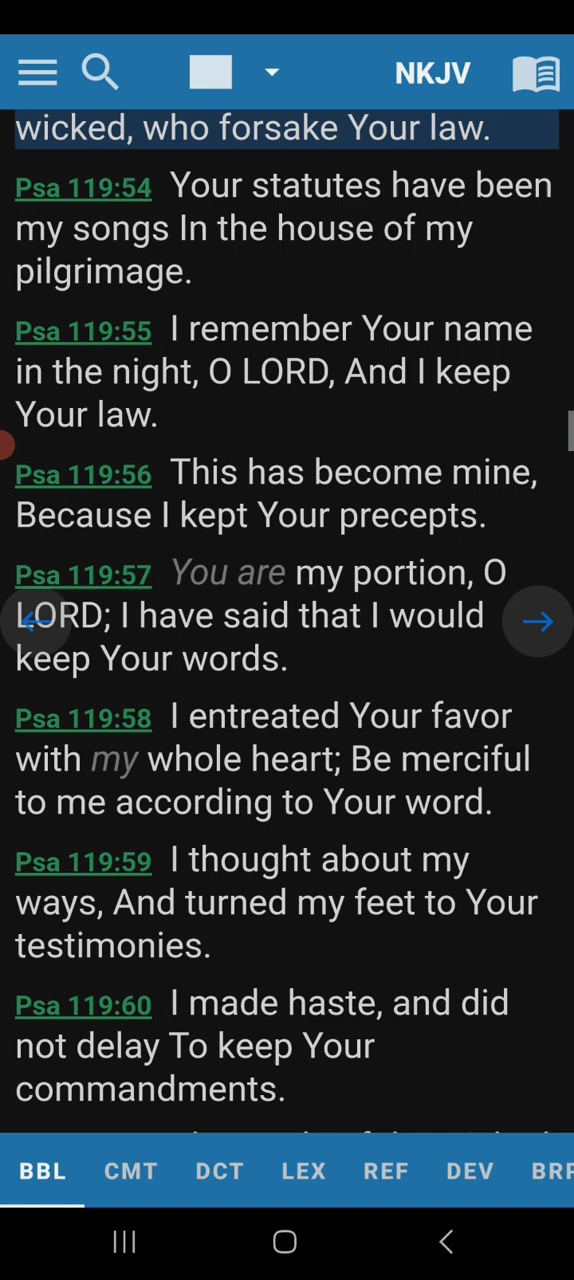 NKJV
wicked, who forsake Your law.
Psa 119:54 Your statutes have been
my songs In the house of my
pilgrimage.
Psa 119:55 I remember Your name
in the night, O LORD, And I keep
Your law.
Psa 119:56 This has become mine,
Because I kept Your precepts.
Psa 119:57 You are my portion, O
LORD; I have said that I would
keep Your words.
Psa 119:58 I entreated Your favor
with my whole heart; Be merciful
to me according to Your word.
Psa 119:59 I thought about my
ways, And turned my feet to Your
testimonies.
Psa 119:60 I made haste, and did
not delay To keep Your
commandments.
BBL CMT DCT LEX REF DEV BRP